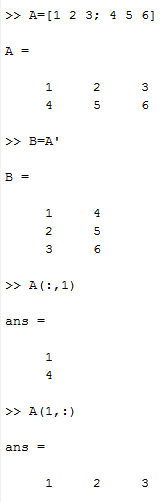 >> A=[1 2 3; 4 5 6]
A =
1 2 3
4 5 6
>> B=A'
B =
1 4
2 5
3 6
>> A(:,1)
ans =
1
4
>> A(1,:)
ans =
1 2 3